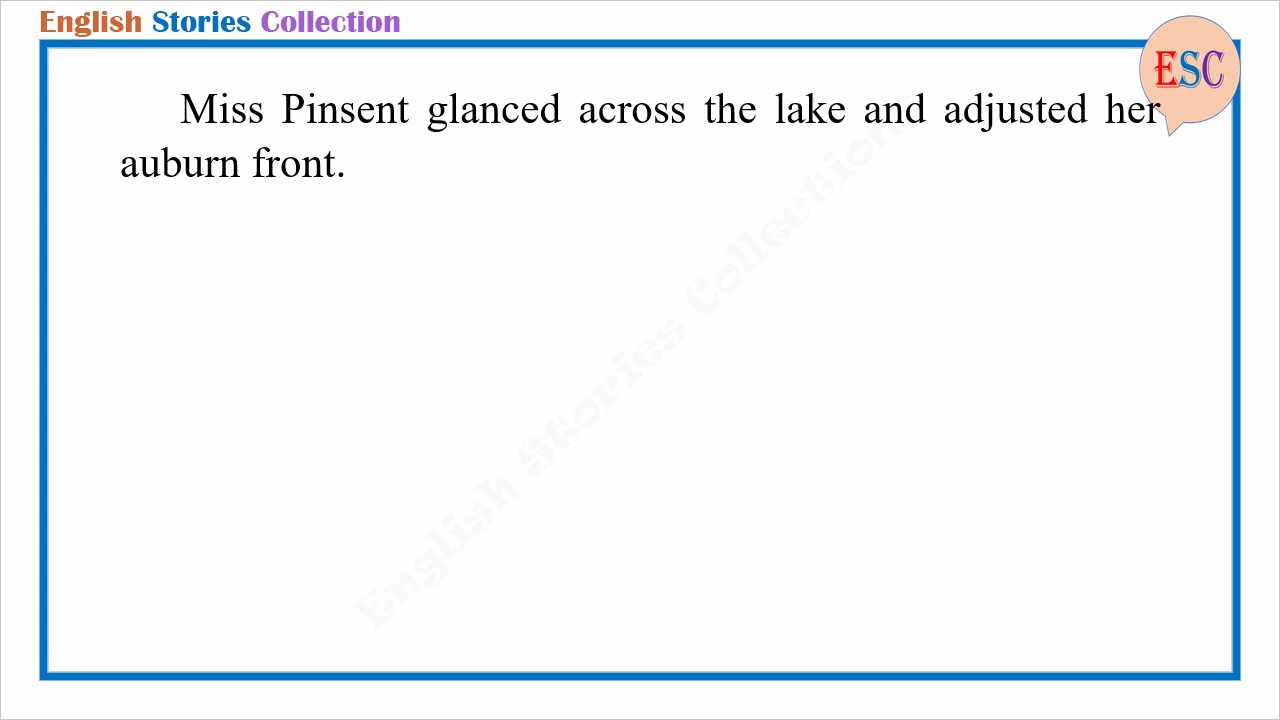 English Stories Collection
ESC
Miss Pinsent glanced across the lake and adjusted her
auburn front.
English Stories Collection